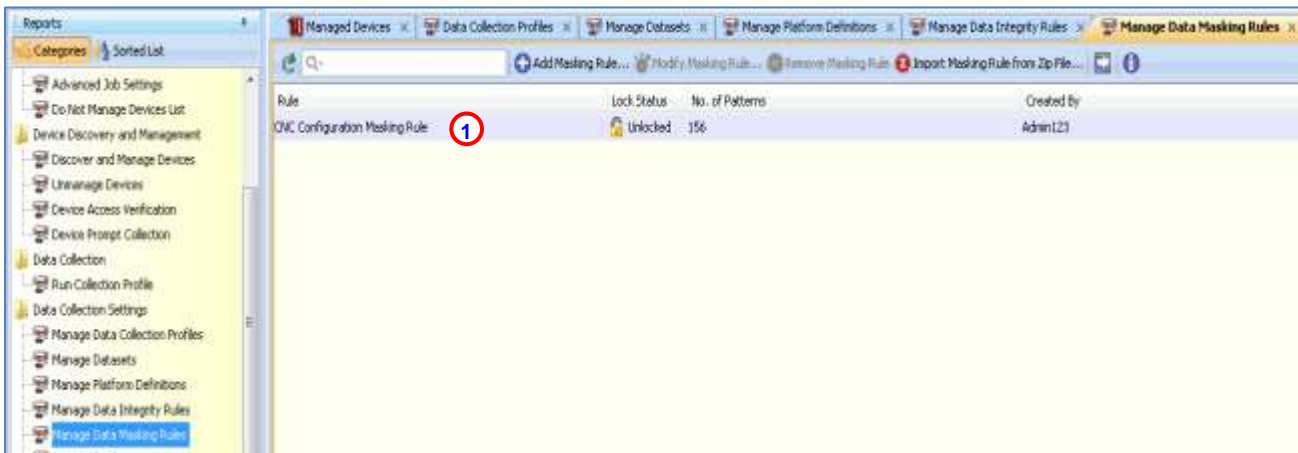 Reports
Categories Sorted List
Advanced Job Settings
Do Not Manage Devices List
Device Discovery and Management
Discover and Manage Devices
Unmanage Devices
Device Access Verification
Device Prompt Collection
Data Collection
Run Collection Profile
Data Collection Settings
Manage Data Collection Profiles
Manage Datasets
Manage Platform Definitions
Manage Data Integrity Rules
Manage Data Masking Rules
Managed Devices Data Collection Profiles Manage Datasets Manage Platform Definitions Manage Data Integrity Rules Manage Data Masking Rules
Add Masking Rule... Modify Masking Rule... Remove Masking Rule Import Masking Rule from Zip File...
Rule Lock Status No. of Patterns Created By
CNC Configuration Masking Rule 1 Unlocked 156 Admin123